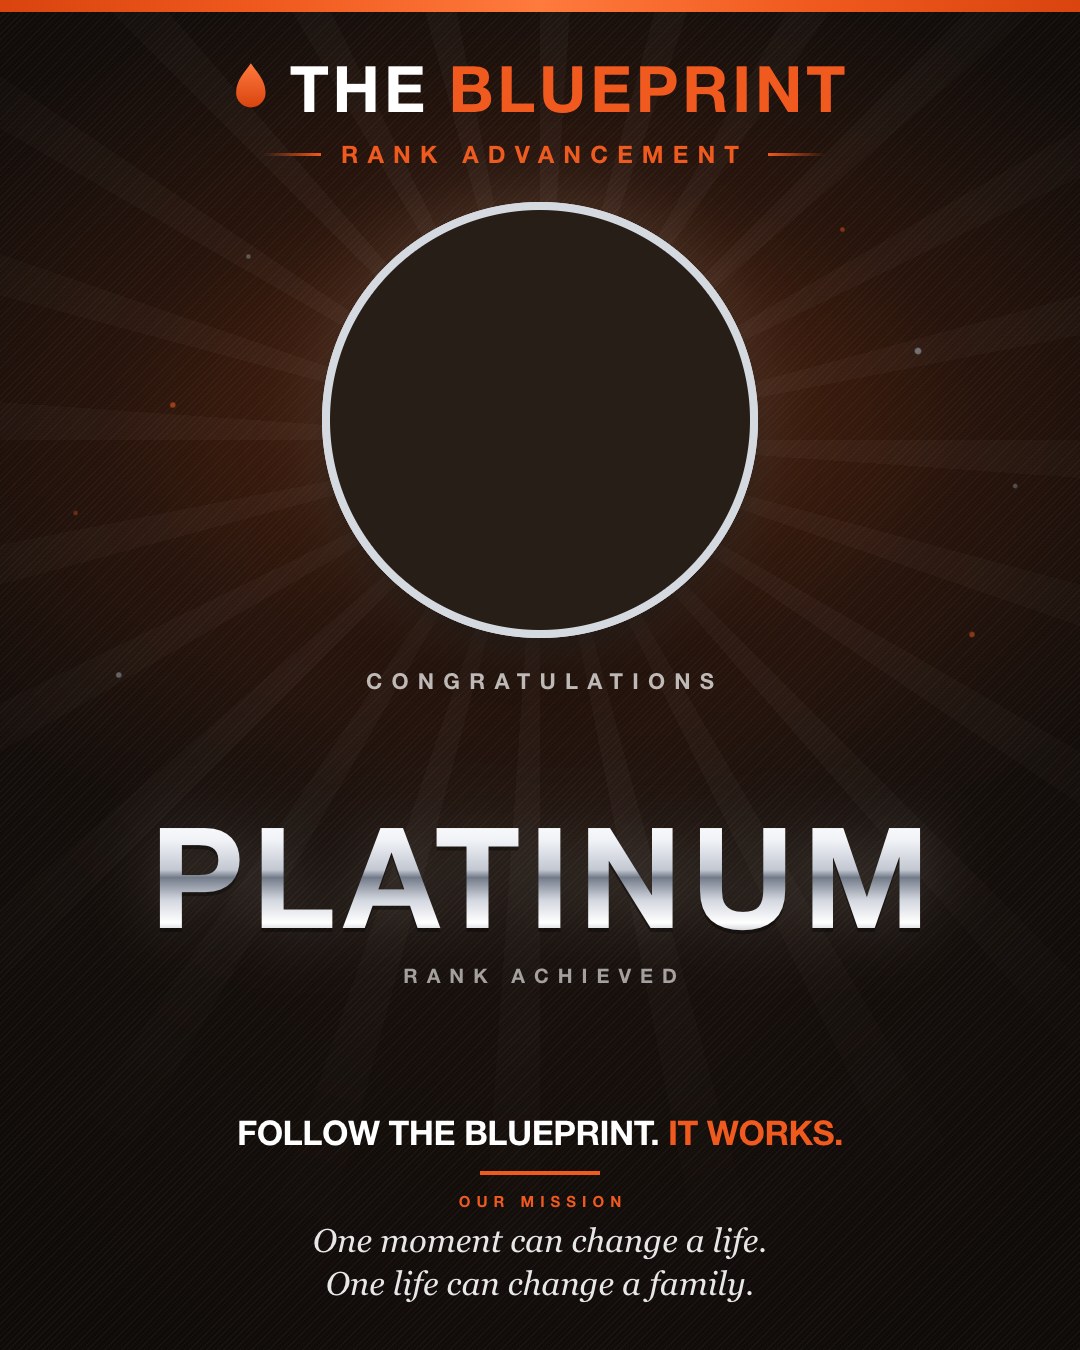 THE BLUEPRINT
RANK ADVANCEMENT
CONGRATULATIONS
PLATINUM
RANK ACHIEVED
FOLLOW THE BLUEPRINT. IT WORKS.
OUR MISSION
One moment can change a life.
One life can change a family.